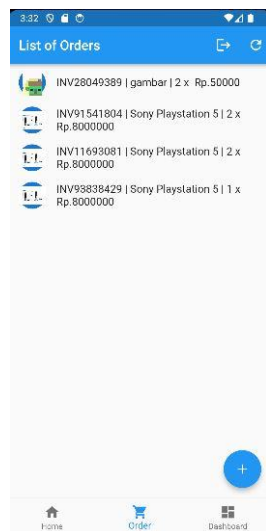 3:32
List of Orders
INV28049389 | gambar | 2 x Rp.50000
INV91541804 | Sony Playstation 5 | 2 x
Rp.8000000
INV11693081 | Sony Playstation 5 | 2 x
Rp.8000000
INV93838429 | Sony Playstation 5 | 1 x
Rp.8000000
Home
Order
Dashboard